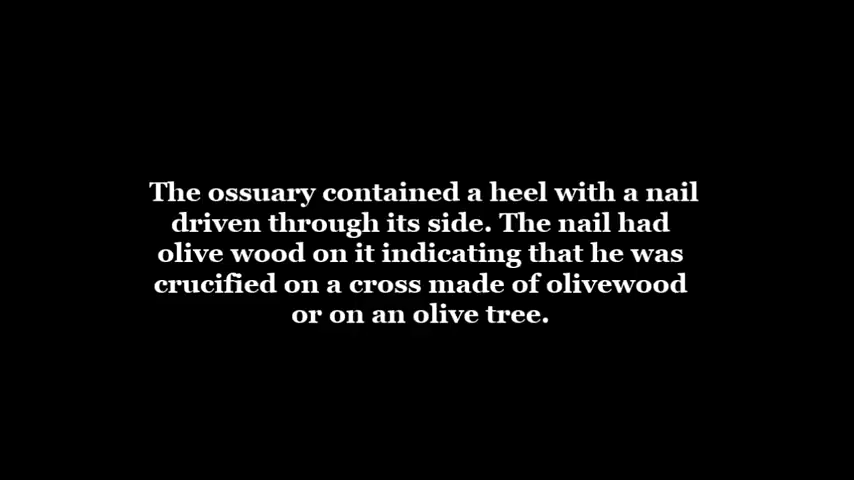 The ossuary contained a heel with a nail
driven through its side. The nail had
olive wood on it indicating that he was
crucified on a cross made of olivewood
or on an olive tree.